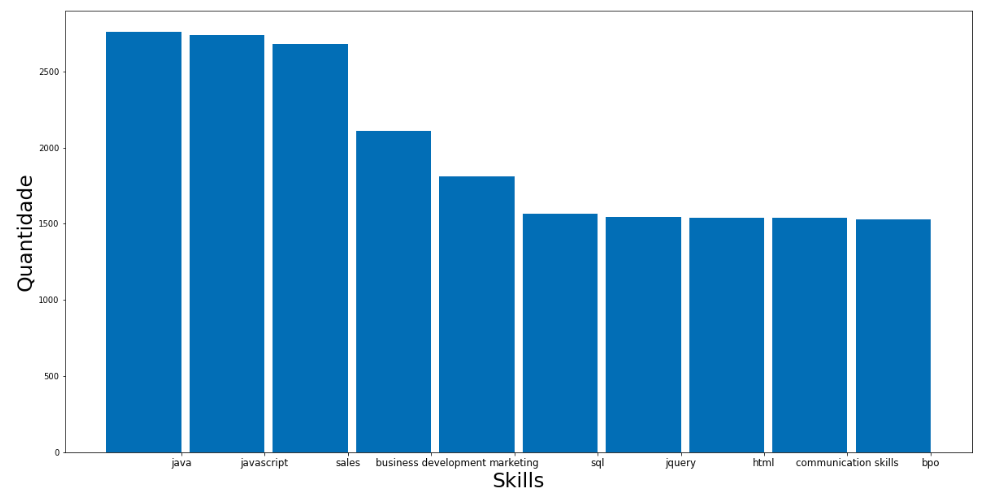 2500
2000
1500
1000
500
0
Quantidade
java javascript sales business development marketing sql jquery html communication skills bpo
Skills